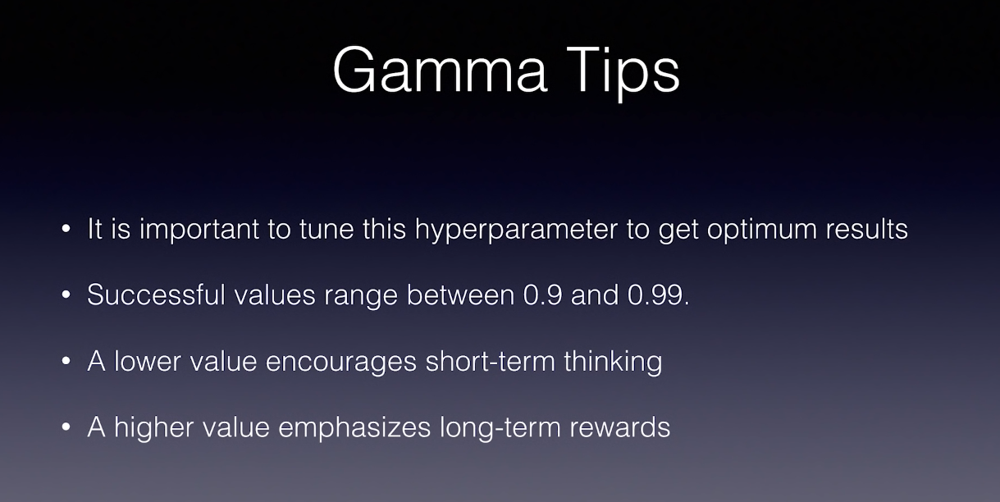 Gamma Tips
• It is important to tune this hyperparameter to get optimum results
• Successful values range between 0.9 and 0.99.
• A lower value encourages short-term thinking
• A higher value emphasizes long-term rewards